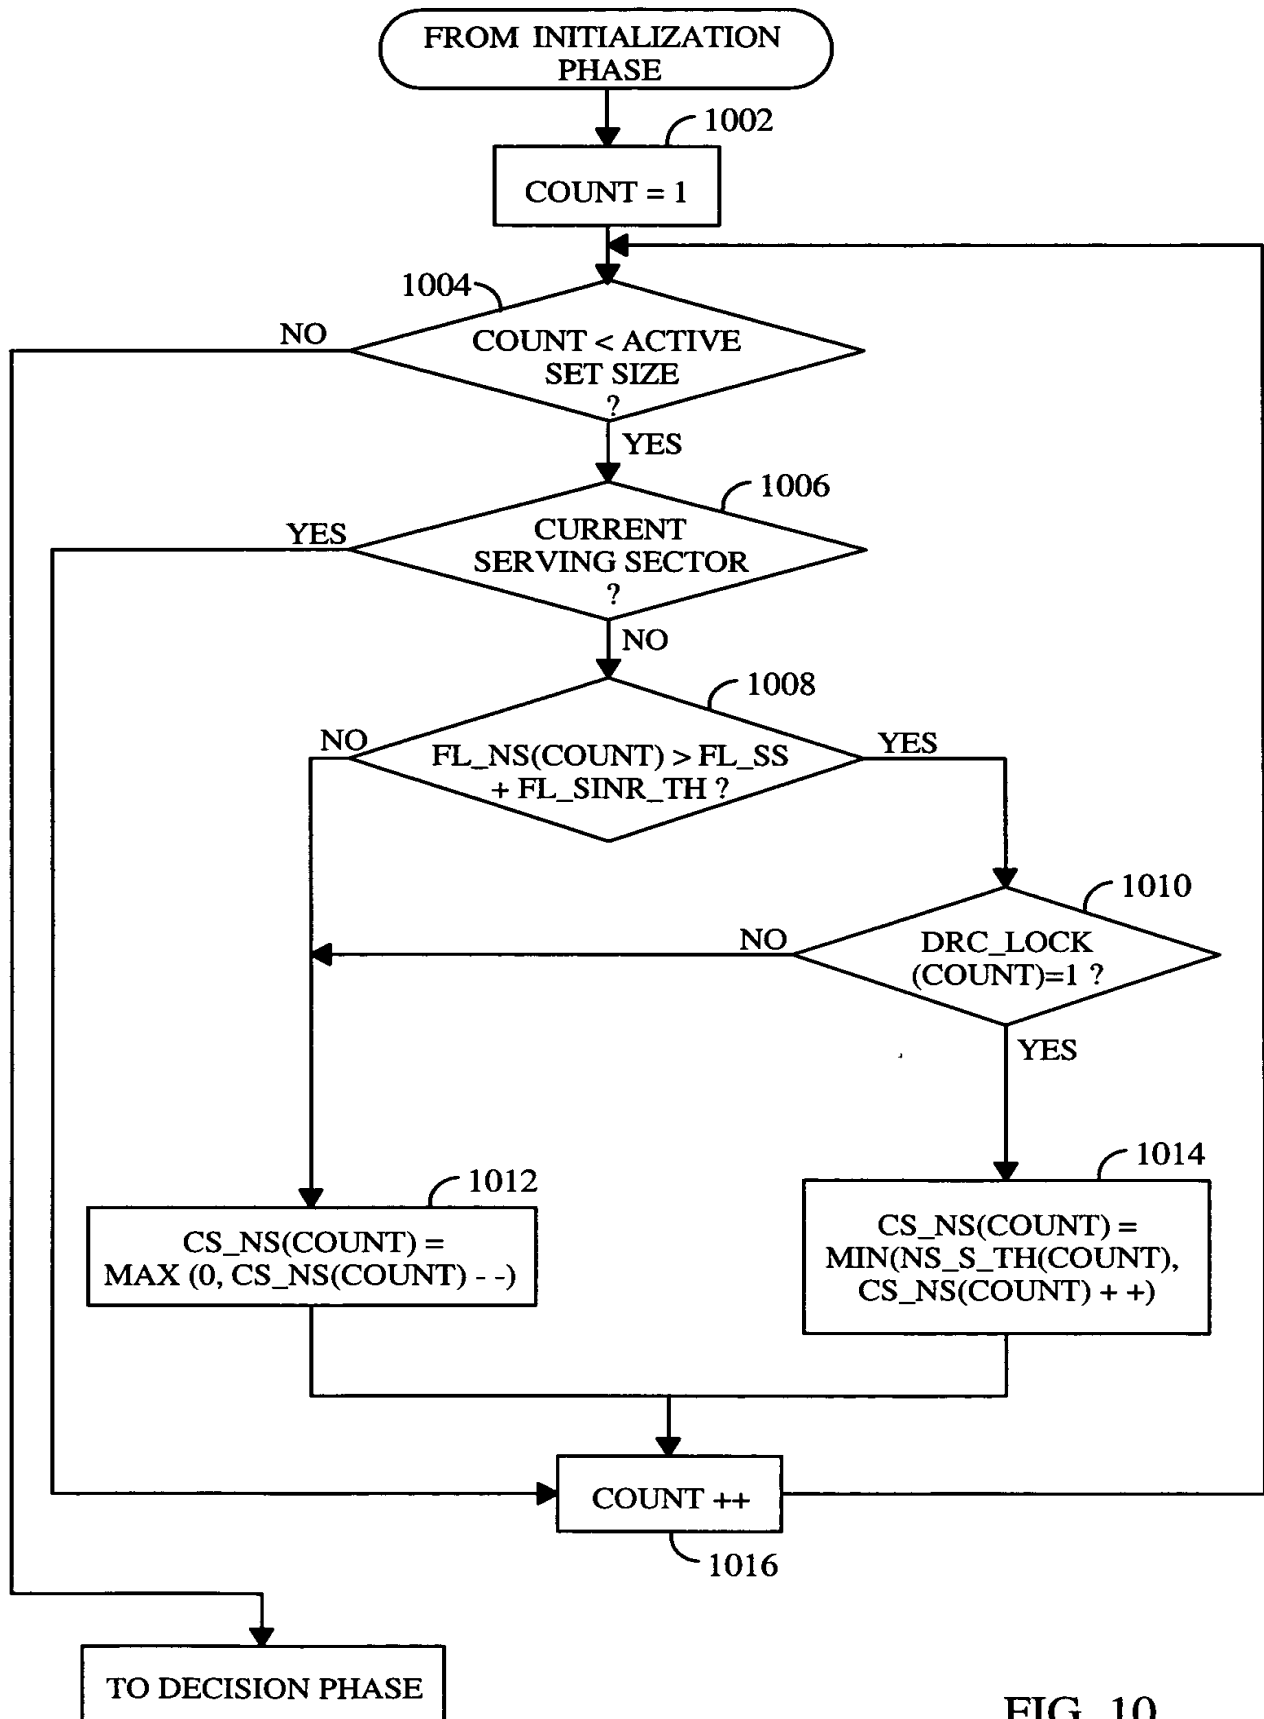 FROM INITIALIZATION
PHASE
1002
COUNT = 1
1004
NO
COUNT < ACTIVE
SET SIZE
?
YES
1006
YES
CURRENT
SERVING SECTOR
?
NO
1008
NO
FL_NS(COUNT) > FL_SS
+ FL_SINR_TH ?
YES
1010
NO
DRC_LOCK
(COUNT)=1 ?
YES
1012
CS_NS(COUNT) =
MAX (0, CS_NS(COUNT) - -)
1014
CS_NS(COUNT) =
MIN(NS_S_TH(COUNT),
CS_NS(COUNT) + +)
COUNT ++
1016
TO DECISION PHASE
FIG. 10